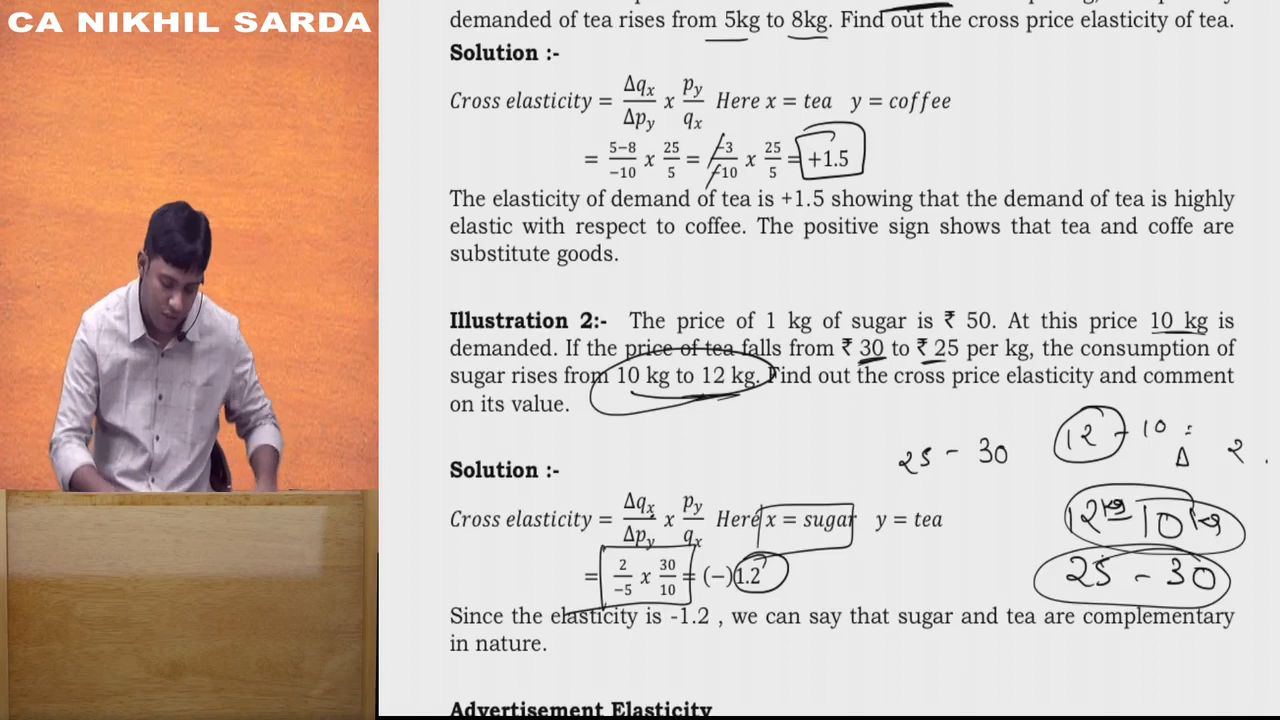 CA NIKHIL SARDA
demanded of tea rises from 5kg to 8kg. Find out the cross price elasticity of tea.
Solution :-
Cross elasticity = Δqₓ/Δpᵧ x pᵧ/qₓ Here x = tea y = coffee
= 5−8/−10 x 25/5 = −3/−10 x 25/5 = +1.5
The elasticity of demand of tea is +1.5 showing that the demand of tea is highly
elastic with respect to coffee. The positive sign shows that tea and coffe are
substitute goods.
Illustration 2:- The price of 1 kg of sugar is ₹ 50. At this price 10 kg is
demanded. If the price of tea falls from ₹ 30 to ₹ 25 per kg, the consumption of
sugar rises from 10 kg to 12 kg. Find out the cross price elasticity and comment
on its value.
25 - 30
12 - 10 =
Δ 2
Solution :-
Cross elasticity = Δqₓ/Δpᵧ x pᵧ/qₓ Here x = sugar y = tea
12kg 10kg
= 2/−5 x 30/10 = (−)1.2
25 - 30
Since the elasticity is -1.2 , we can say that sugar and tea are complementary
in nature.
Advertisement Elasticity